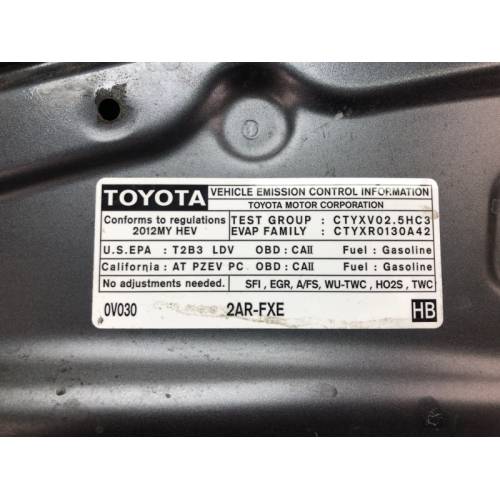 TOYOTA VEHICLE EMISSION CONTROL INFORMATION
TOYOTA MOTOR CORPORATION
Conforms to regulations TEST GROUP : CTYXV02.5HC3
2012MY HEV EVAP FAMILY : CTYXR0130A42
U.S.EPA : T2B3 LDV OBD : CAII Fuel : Gasoline
California : AT PZEV PC OBD : CAII Fuel : Gasoline
No adjustments needed. SFI , EGR, A/FS, WU-TWC , HO2S , TWC
0V030 2AR-FXE HB